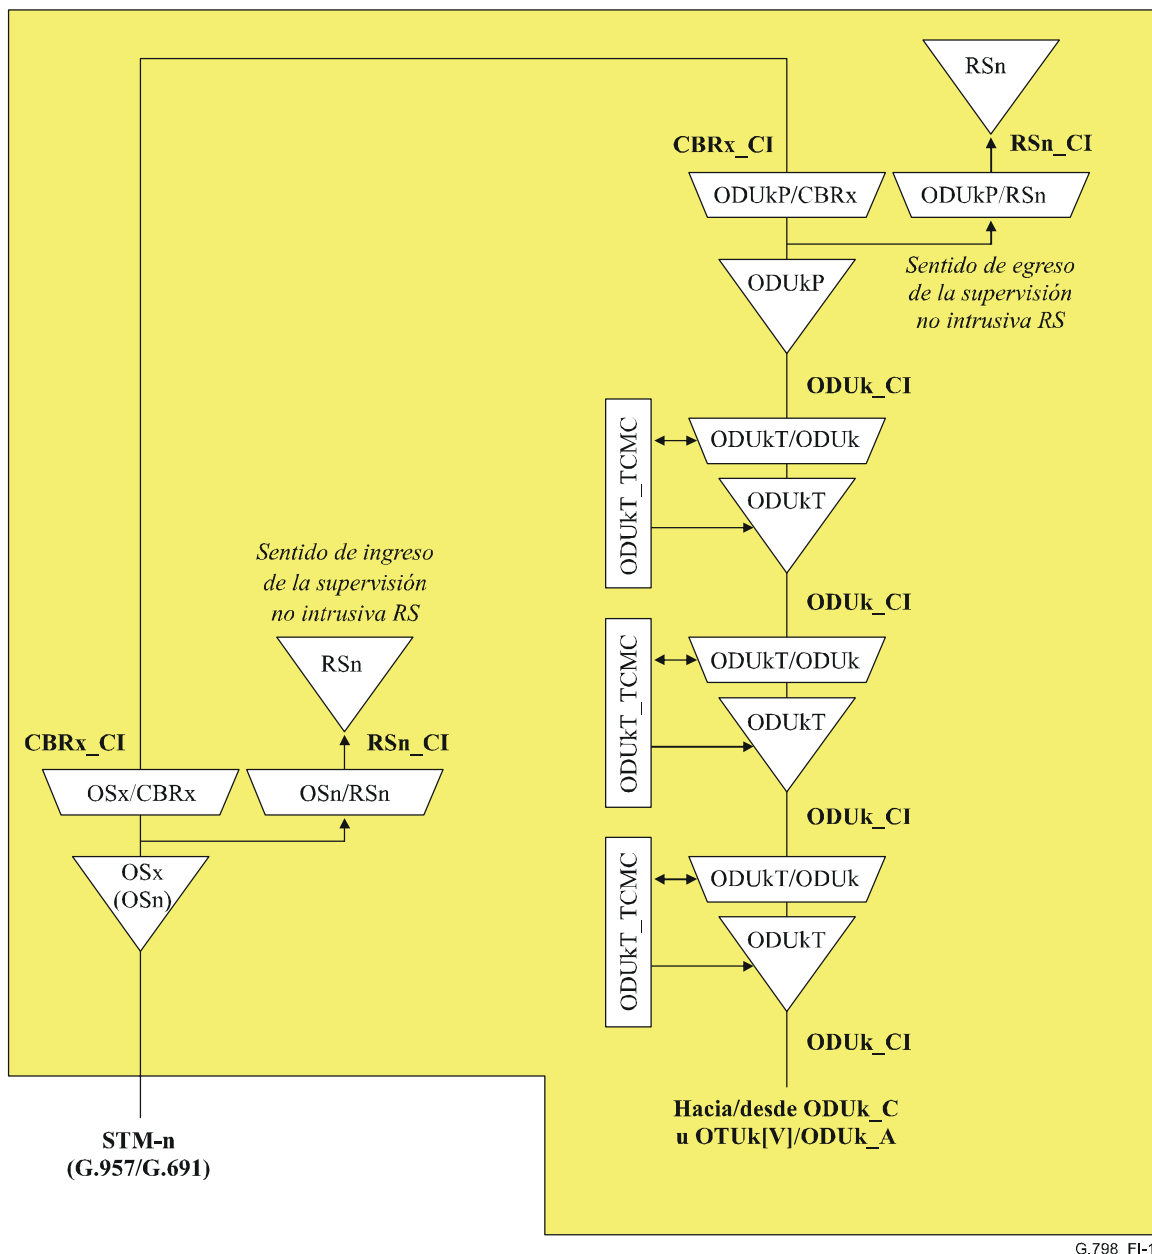 RSn
CBRx_CI
RSn_CI
ODUkP/CBRx
ODUkP/RSn
ODUkP
Sentido de egreso
de la supervisión
no intrusiva RS
ODUk_CI
ODUkT_TCMC
ODUkT/ODUk
ODUkT
ODUk_CI
Sentido de ingreso
de la supervisión
no intrusiva RS
RSn
CBRx_CI
RSn_CI
OSx/CBRx
OSn/RSn
OSx
(OSn)
ODUkT_TCMC
ODUkT/ODUk
ODUkT
ODUk_CI
ODUkT_TCMC
ODUkT/ODUk
ODUkT
ODUk_CI
STM-n
(G.957/G.691)
Hacia/desde ODUk_C
u OTUk[V]/ODUk_A
G.798_FI-1